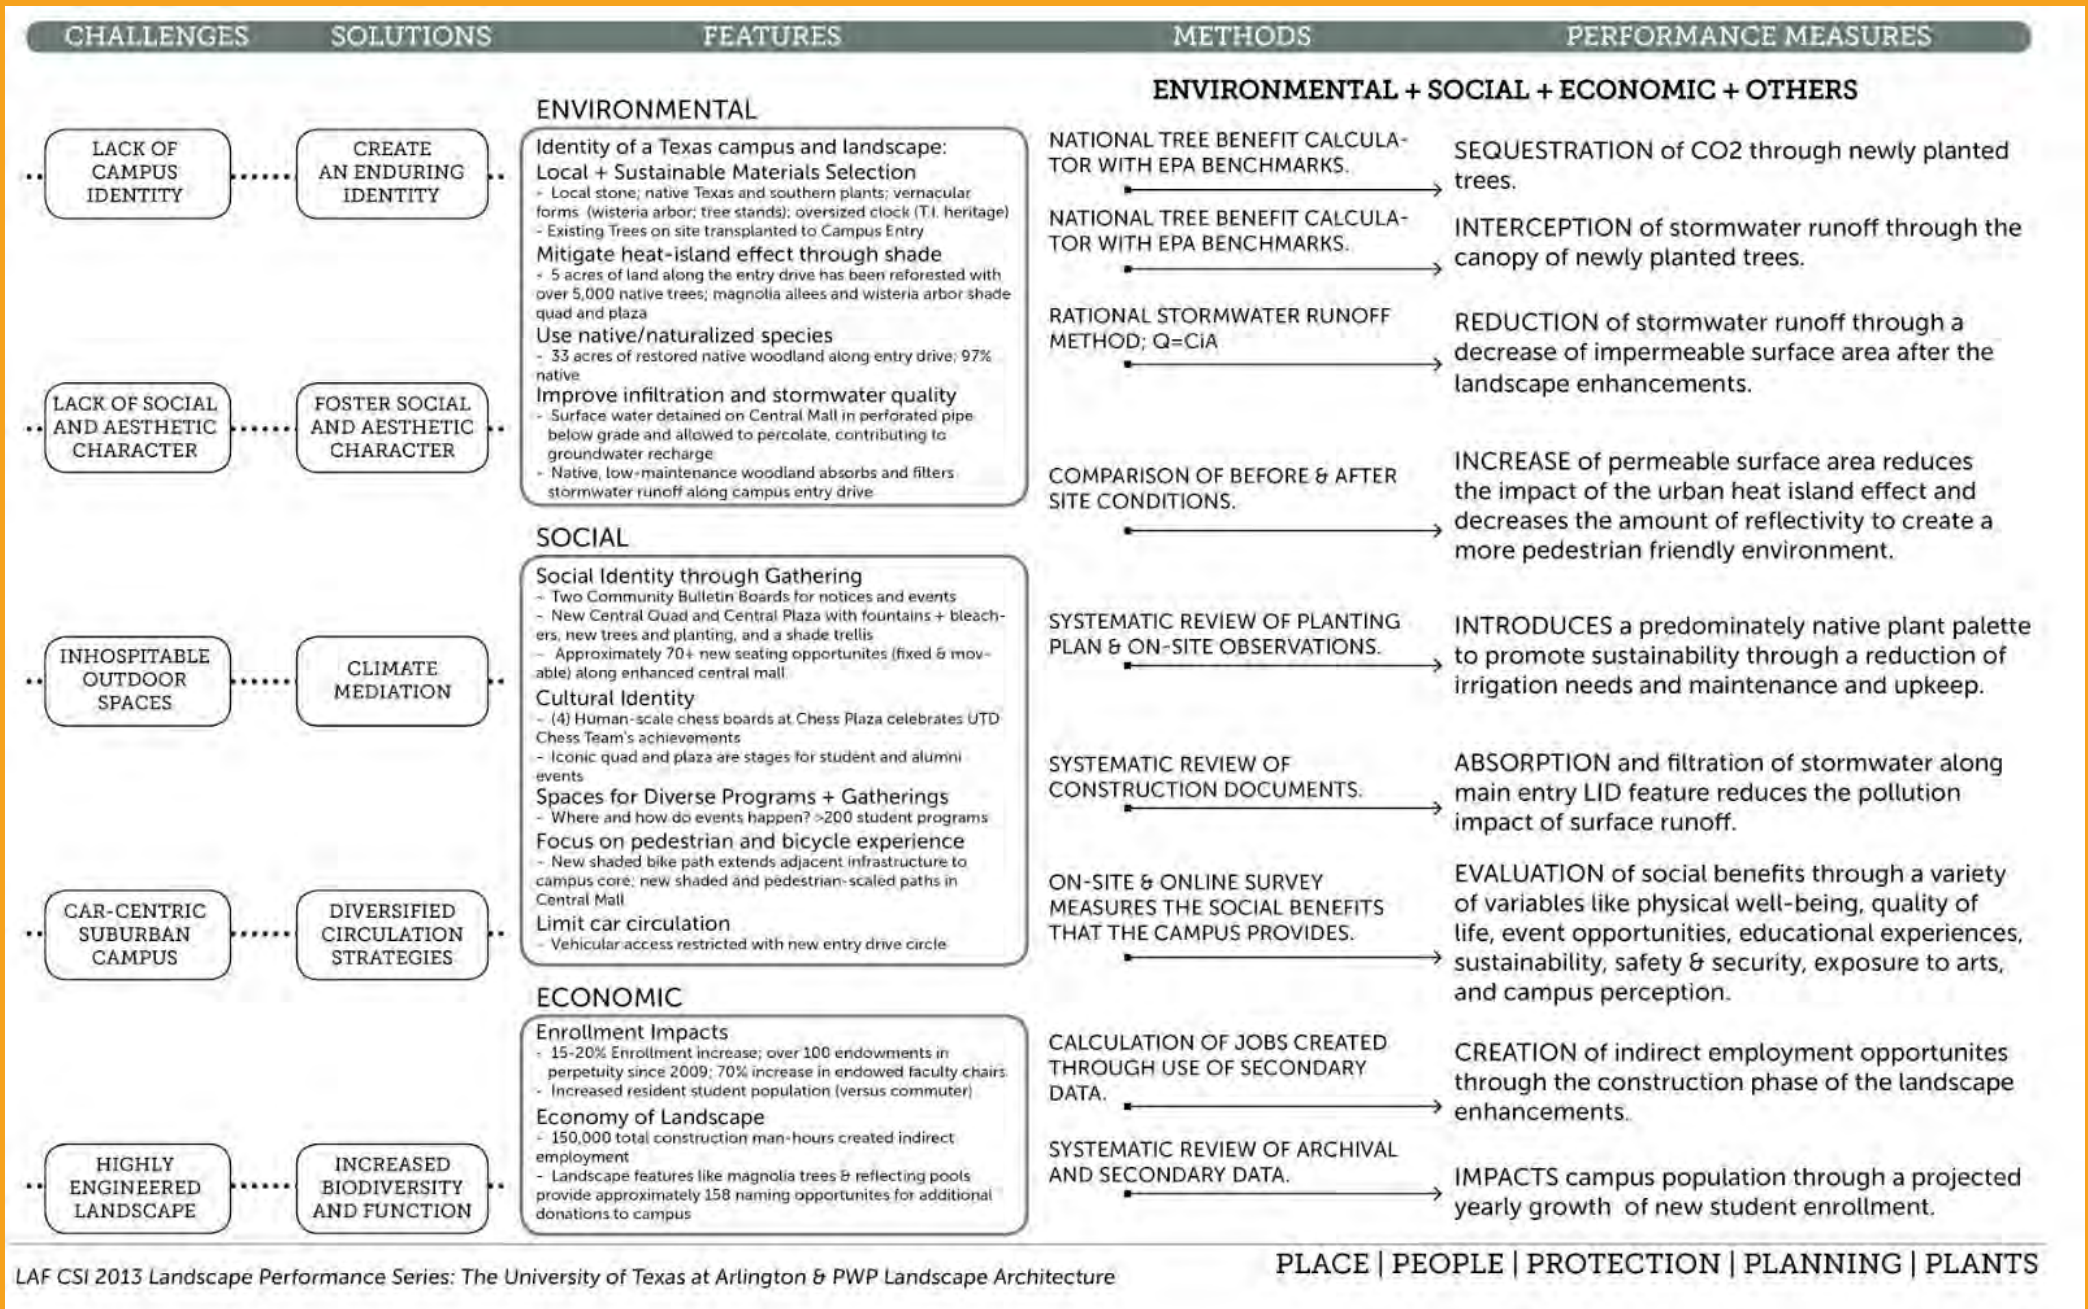 CHALLENGES
SOLUTIONS
FEATURES
METHODS
PERFORMANCE MEASURES
ENVIRONMENTAL + SOCIAL + ECONOMIC + OTHERS
LACK OF
CAMPUS
IDENTITY
LACK OF SOCIAL
AND AESTHETIC
CHARACTER
INHOSPITABLE
OUTDOOR
SPACES
CAR-CENTRIC
SUBURBAN
CAMPUS
HIGHLY
ENGINEERED
LANDSCAPE
CREATE
AN ENDURING
IDENTITY
FOSTER SOCIAL
AND AESTHETIC
CHARACTER
CLIMATE
MEDIATION
DIVERSIFIED
CIRCULATION
STRATEGIES
INCREASED
BIODIVERSITY
AND FUNCTION
ENVIRONMENTAL
Identity of a Texas campus and landscape:
Local + Sustainable Materials Selection
- Local stone; native Texas and southern plants; vernacular
forms (wisteria arbor; tree stands); oversized clock (T.I. heritage)
- Existing Trees on site transplanted to Campus Entry
Mitigate heat-island effect through shade
- 5 acres of land along the entry drive has been reforested with
over 5,000 native trees; magnolia allees and wisteria arbor shade
quad and plaza
Use native/naturalized species
- 33 acres of restored native woodland along entry drive; 97%
native
Improve infiltration and stormwater quality
- Surface water detained on Central Mall in perforated pipe
below grade and allowed to percolate, contributing to
groundwater recharge
- Native, low-maintenance woodland absorbs and filters
stormwater runoff along campus entry drive
SOCIAL
Social Identity through Gathering
- Two Community Bulletin Boards for notices and events
- New Central Quad and Central Plaza with fountains + bleach-
ers, new trees and planting, and a shade trellis
- Approximately 70+ new seating opportunites (fixed & mov-
able) along enhanced central mall
Cultural Identity
- (4) Human-scale chess boards at Chess Plaza celebrates UTD
Chess Team's achievements
- Iconic quad and plaza are stages for student and alumni
events
Spaces for Diverse Programs + Gatherings
- Where and how do events happen? >200 student programs
Focus on pedestrian and bicycle experience
- New shaded bike path extends adjacent infrastructure to
campus core; new shaded and pedestrian-scaled paths in
Central Mall
Limit car circulation
- Vehicular access restricted with new entry drive circle
ECONOMIC
Enrollment Impacts
- 15-20% Enrollment increase; over 100 endowments in
perpetuity since 2009; 70% increase in endowed faculty chairs
- Increased resident student population (versus commuter)
Economy of Landscape
- 150,000 total construction man-hours created indirect
employment
- Landscape features like magnolia trees & reflecting pools
provide approximately 158 naming opportunites for additional
donations to campus
NATIONAL TREE BENEFIT CALCULA-
TOR WITH EPA BENCHMARKS.
SEQUESTRATION of CO2 through newly planted
trees.
NATIONAL TREE BENEFIT CALCULA-
TOR WITH EPA BENCHMARKS.
INTERCEPTION of stormwater runoff through the
canopy of newly planted trees.
RATIONAL STORMWATER RUNOFF
METHOD; Q=CiA
REDUCTION of stormwater runoff through a
decrease of impermeable surface area after the
landscape enhancements.
COMPARISON OF BEFORE & AFTER
SITE CONDITIONS.
INCREASE of permeable surface area reduces
the impact of the urban heat island effect and
decreases the amount of reflectivity to create a
more pedestrian friendly environment.
SYSTEMATIC REVIEW OF PLANTING
PLAN & ON-SITE OBSERVATIONS.
INTRODUCES a predominately native plant palette
to promote sustainability through a reduction of
irrigation needs and maintenance and upkeep.
SYSTEMATIC REVIEW OF
CONSTRUCTION DOCUMENTS.
ABSORPTION and filtration of stormwater along
main entry LID feature reduces the pollution
impact of surface runoff.
ON-SITE & ONLINE SURVEY
MEASURES THE SOCIAL BENEFITS
THAT THE CAMPUS PROVIDES.
EVALUATION of social benefits through a variety
of variables like physical well-being, quality of
life, event opportunities, educational experiences,
sustainability, safety & security, exposure to arts,
and campus perception.
CALCULATION OF JOBS CREATED
THROUGH USE OF SECONDARY
DATA.
CREATION of indirect employment opportunites
through the construction phase of the landscape
enhancements.
SYSTEMATIC REVIEW OF ARCHIVAL
AND SECONDARY DATA.
IMPACTS campus population through a projected
yearly growth of new student enrollment.
LAF CSI 2013 Landscape Performance Series: The University of Texas at Arlington & PWP Landscape Architecture
PLACE | PEOPLE | PROTECTION | PLANNING | PLANTS